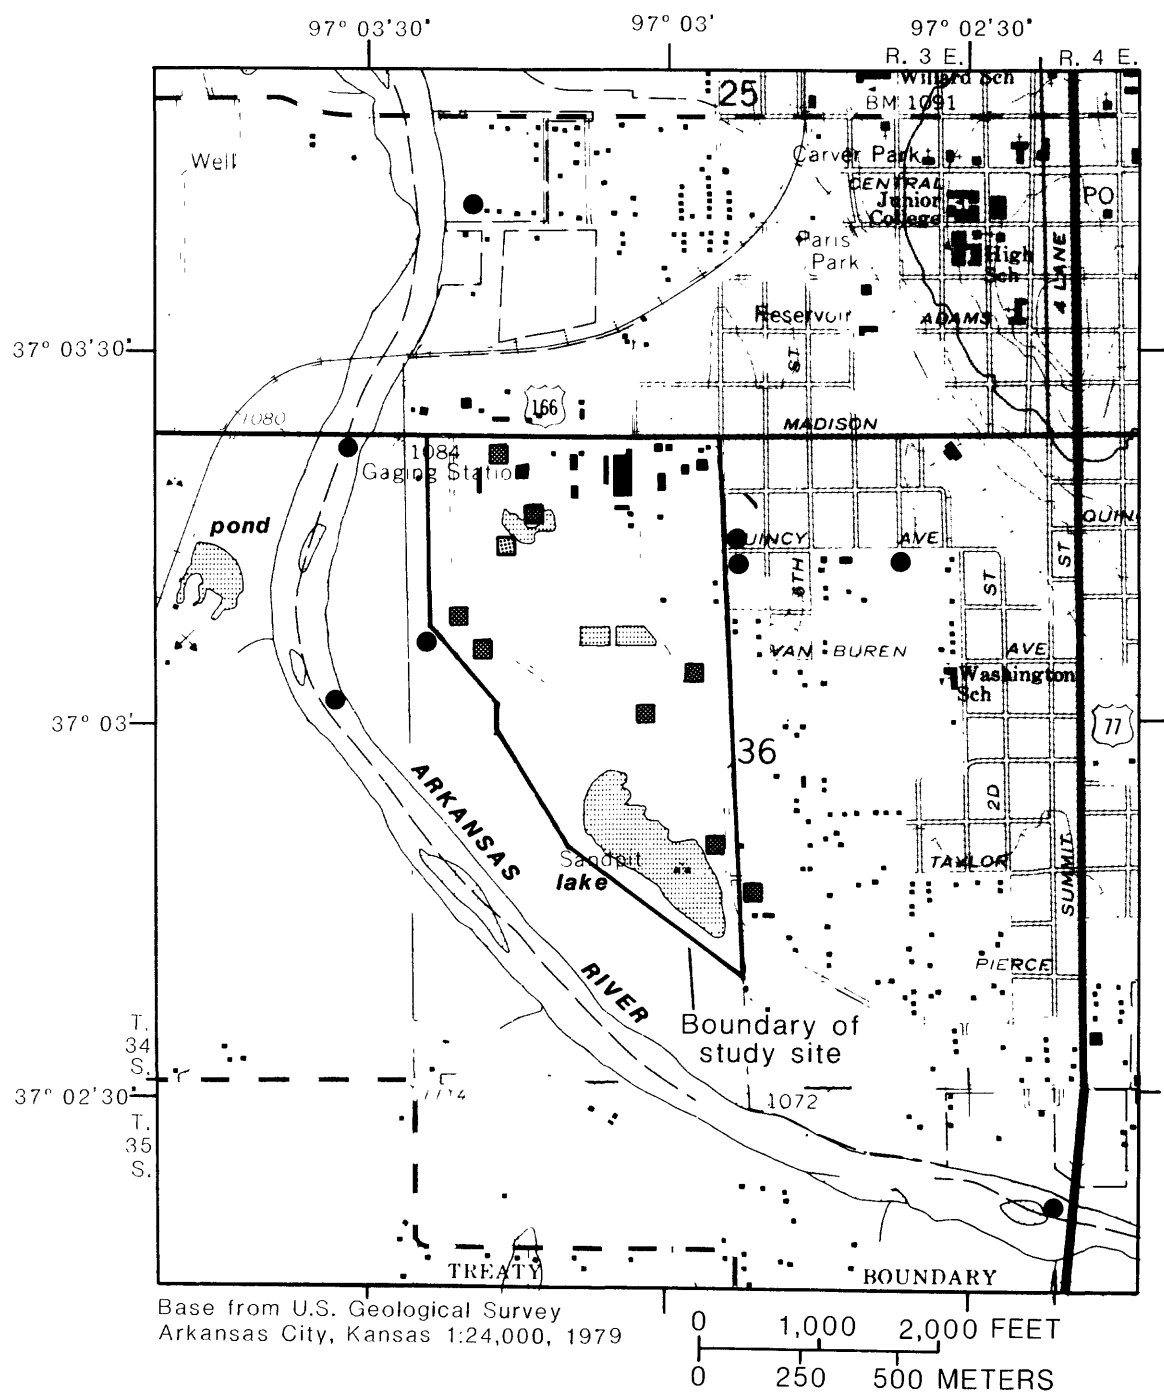 97° 03'30"
97° 03'
97° 02'30"
R. 3 E.
R. 4 E.
25
Willard Sch
BM 1091
Well
Carver Park
CENTRAL
Junior
College
PO
Paris
Park
High
Sch
4 LANE
Reservoir
ADAMS
37° 03'30"
ST
166
1080
MADISON
1084
Gaging Station
pond
QUINCY
AVE
ST
ST
VAN BUREN
AVE
Washington
Sch
37° 03'
77
36
ARKANSAS
2D
Sandpit
lake
TAYLOR
SUMMIT
RIVER
PIERCE
Boundary of
study site
T.
34
S.
37° 02'30"
1072
T.
35
S.
TREATY
BOUNDARY
Base from U.S. Geological Survey
Arkansas City, Kansas 1:24,000, 1979
0 1,000 2,000 FEET
0 250 500 METERS